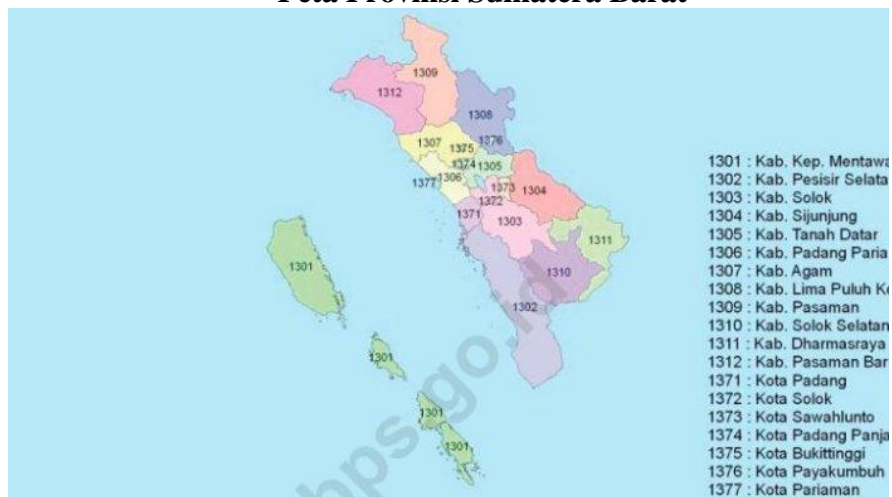 Peta Provinsi Sumatera Barat
1309
1312
1308
1307
1375
1376
1374
1305
1306
1377
1373
1304
1372
1371
1303
1311
1301
1310
1302
1301
1301
1301
bps.go.id
1301 : Kab. Kep. Mentawa
1302 : Kab. Pesisir Selata
1303 : Kab. Solok
1304 : Kab. Sijunjung
1305 : Kab. Tanah Datar
1306 : Kab. Padang Paria
1307 : Kab. Agam
1308 : Kab. Lima Puluh Ko
1309 : Kab. Pasaman
1310 : Kab. Solok Selatan
1311 : Kab. Dharmasraya
1312 : Kab. Pasaman Bar
1371 : Kota Padang
1372 : Kota Solok
1373 : Kota Sawahlunto
1374 : Kota Padang Panja
1375 : Kota Bukittinggi
1376 : Kota Payakumbuh
1377 : Kota Pariaman